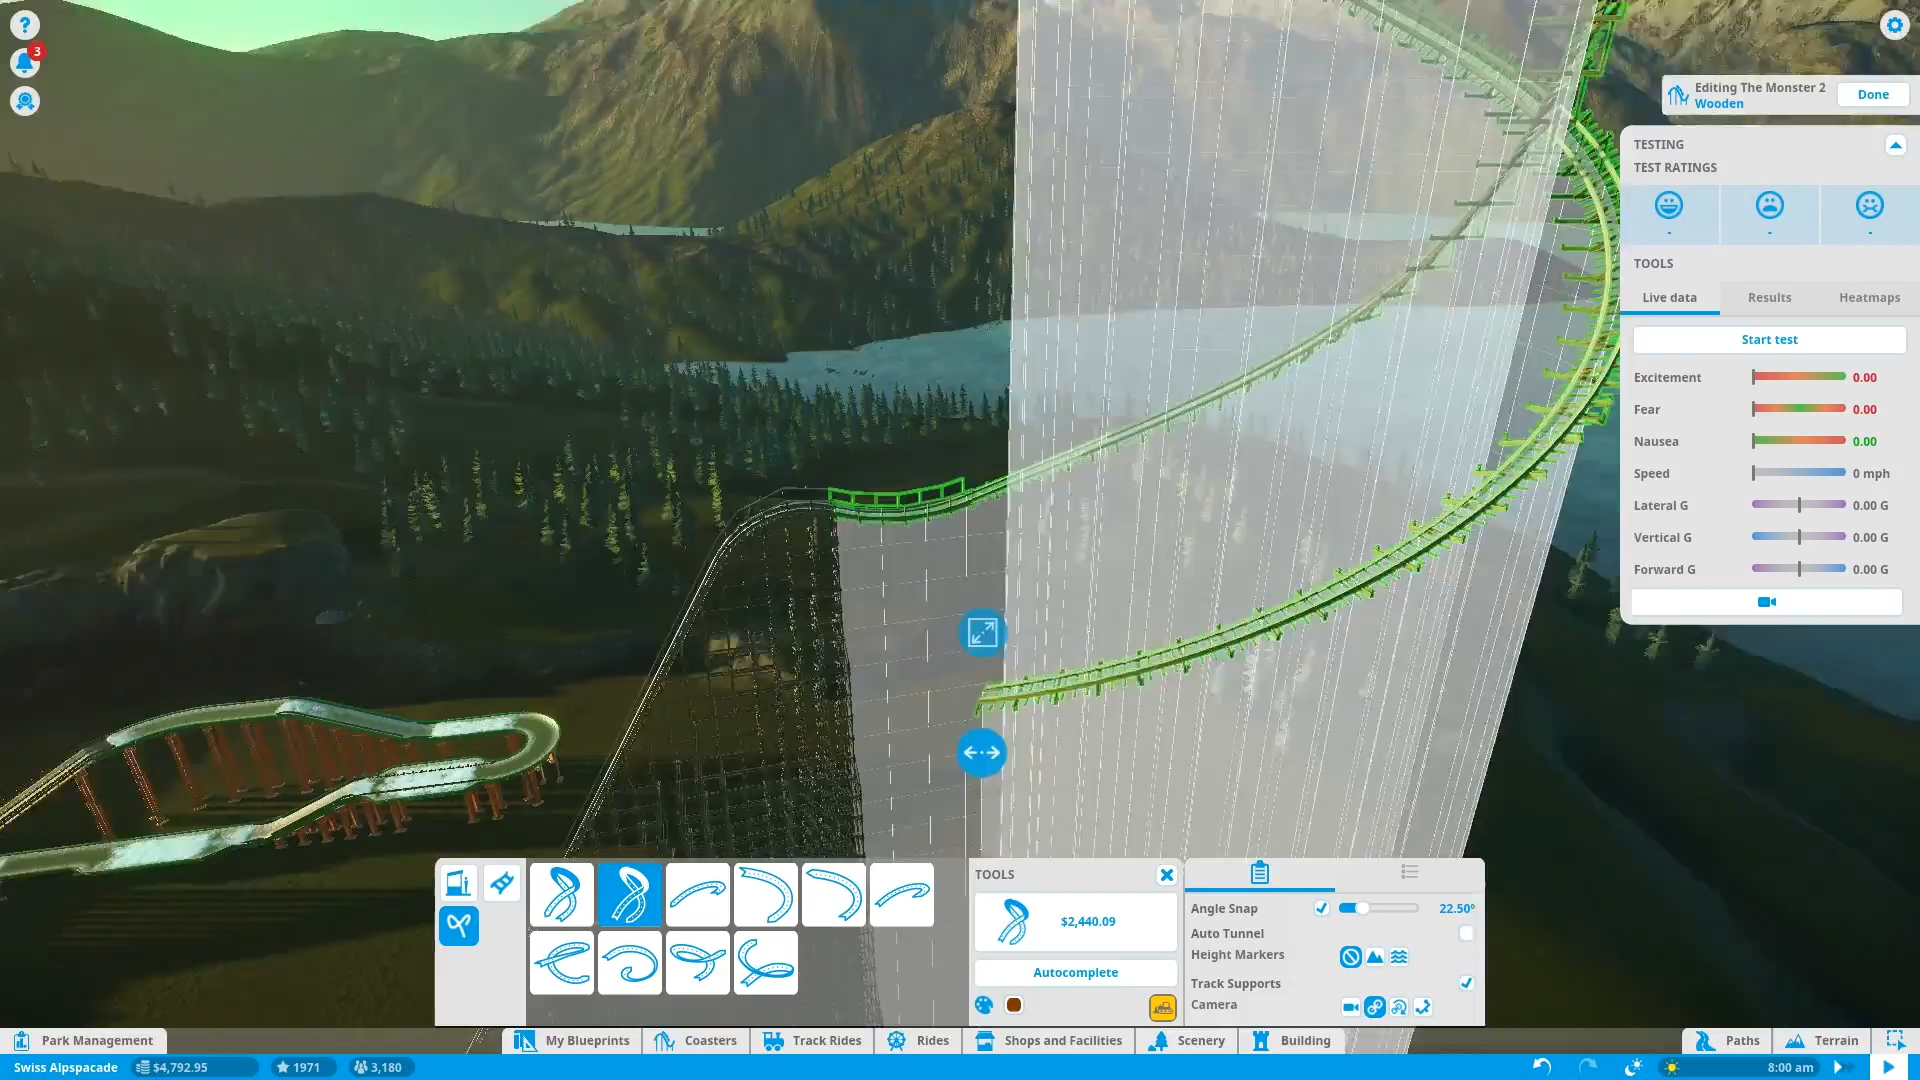 ?
3
Editing The Monster 2
Wooden
Done
TESTING
TEST RATINGS
-
-
-
TOOLS
Live data
Results
Heatmaps
Start test
Excitement
0.00
Fear
0.00
Nausea
0.00
Speed
0 mph
Lateral G
0.00 G
Vertical G
0.00 G
Forward G
0.00 G
TOOLS
$2,440.09
Autocomplete
Angle Snap
22.50°
Auto Tunnel
Height Markers
Track Supports
Camera
Park Management
My Blueprints
Coasters
Track Rides
Rides
Shops and Facilities
Scenery
Building
Paths
Terrain
Swiss Alpspacade
$4,792.95
1971
3,180
8:00 am